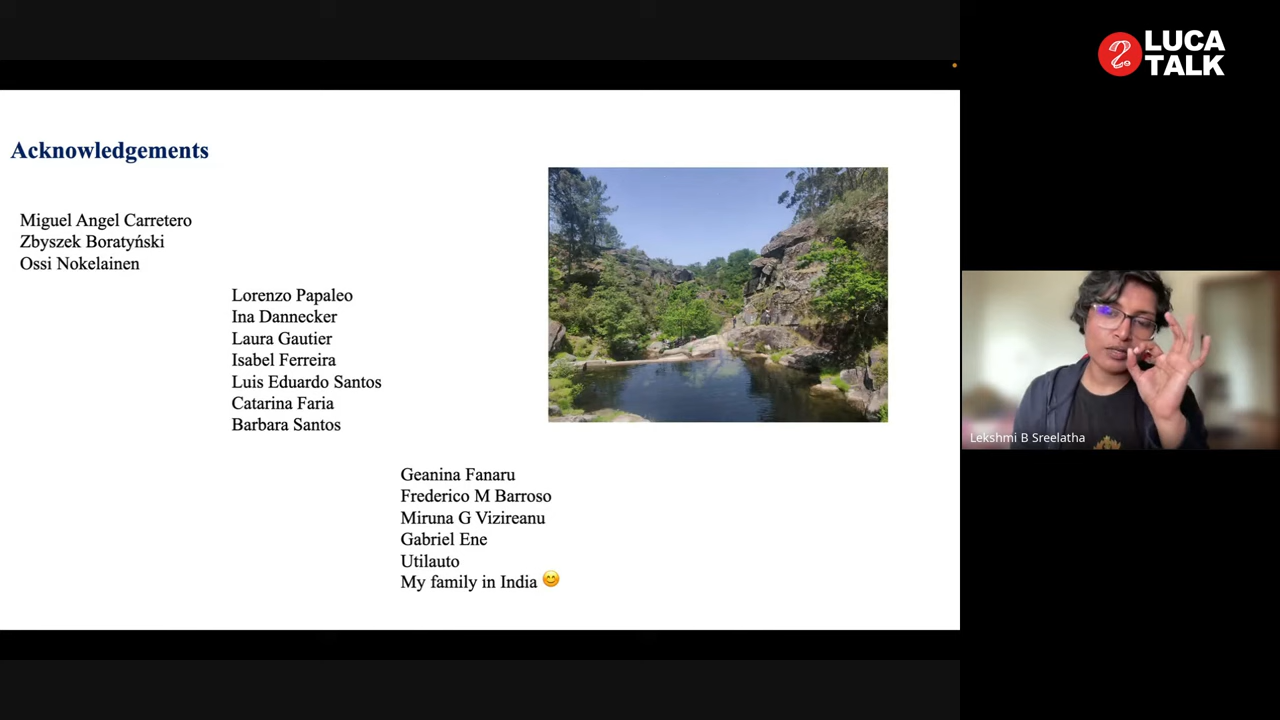 LUCA
TALK
Acknowledgements
Miguel Angel Carretero
Zbyszek Boratyński
Ossi Nokelainen
Lorenzo Papaleo
Ina Dannecker
Laura Gautier
Isabel Ferreira
Luis Eduardo Santos
Catarina Faria
Barbara Santos
Geanina Fanaru
Frederico M Barroso
Miruna G Vizireanu
Gabriel Ene
Utilauto
My family in India 😊
Lekshmi B Sreelatha